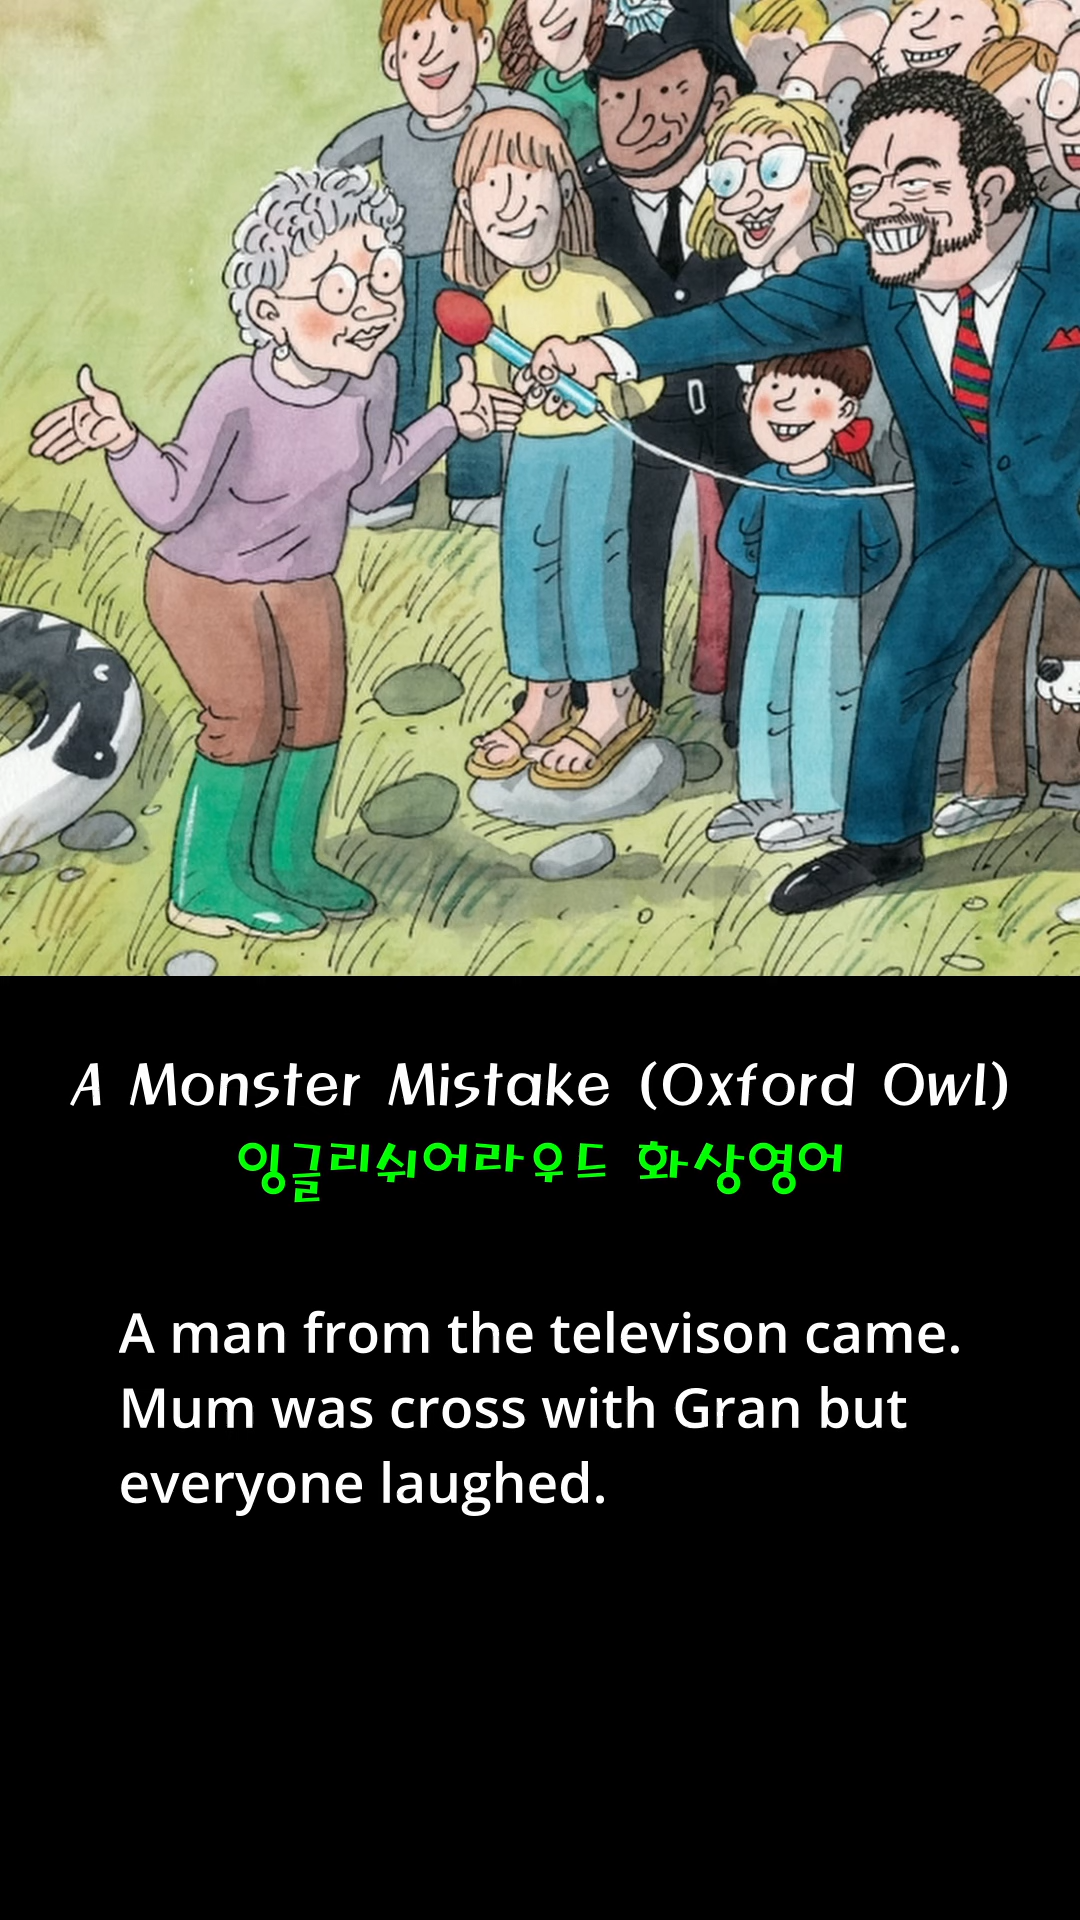 A Monster Mistake (Oxford Owl)
잉글리쉬어라우드 화상영어
A man from the televison came.
Mum was cross with Gran but
everyone laughed.